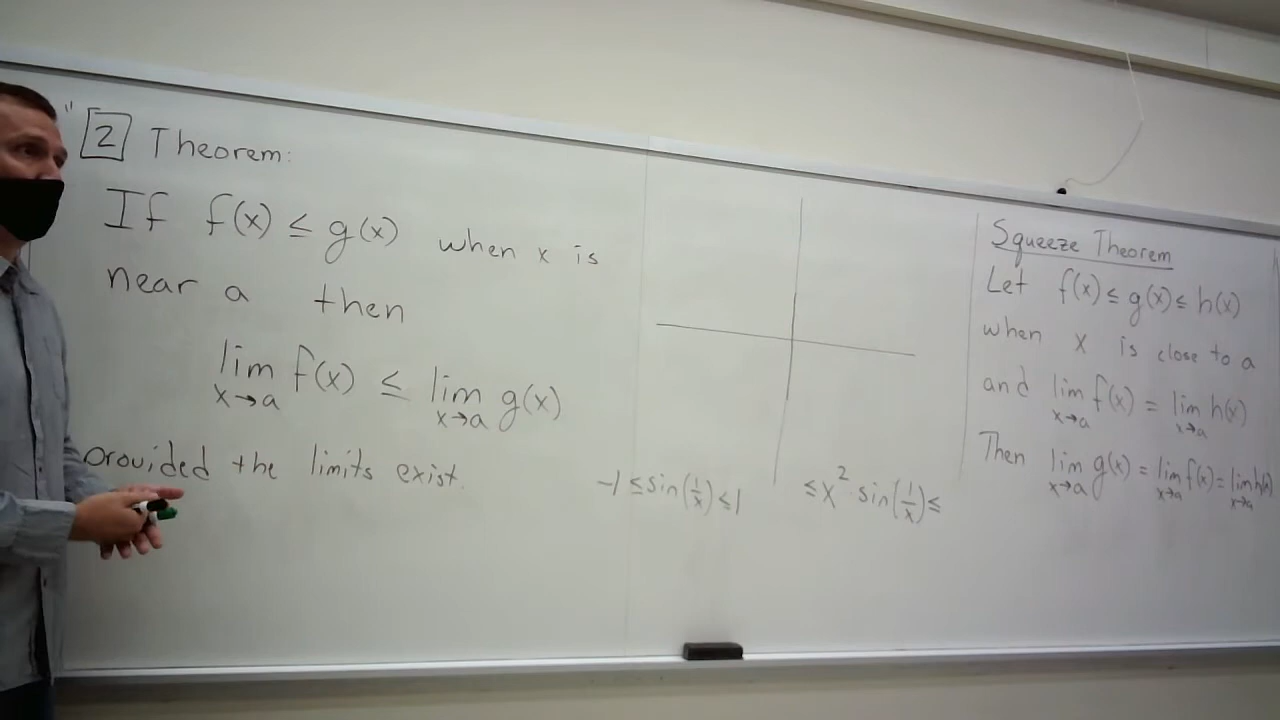 " 2 Theorem:
If f(x) ≤ g(x) when x is
near a then
lim f(x) ≤ lim g(x)
x→a x→a
provided the limits exist.
-1 ≤ sin(1/x) ≤ 1
≤ x² · sin(1/x) ≤
Squeeze Theorem
Let f(x) ≤ g(x) ≤ h(x)
when x is close to a
and lim f(x) = lim h(x)
x→a x→a
Then lim g(x) = lim f(x) = lim h(x)
x→a x→a x→a